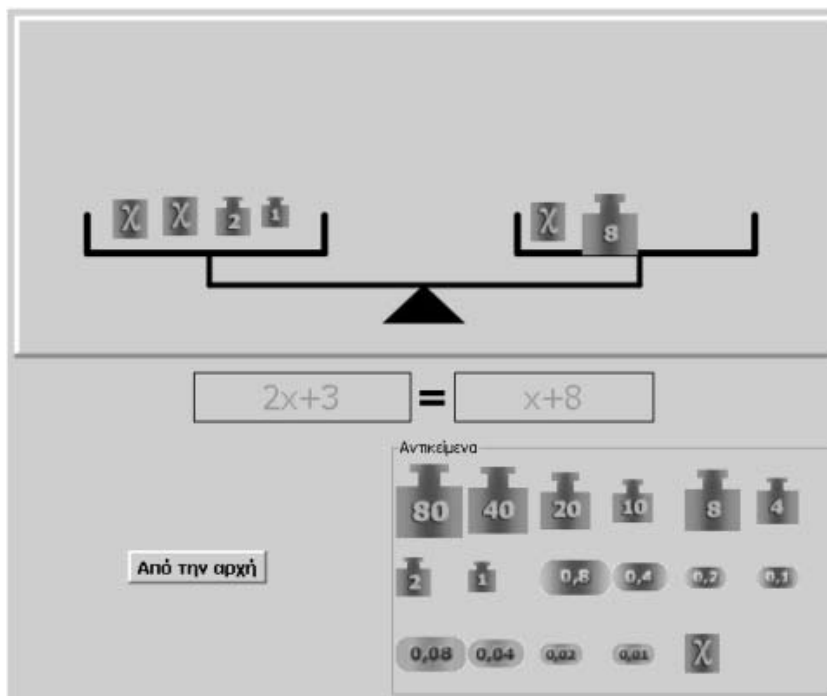 χ χ 2 1 χ 8
2x+3 = x+8
Αντικείμενα
80 40 20 10 8 4
Από την αρχή
2 1 0,8 0,4 0,2 0,1
0,08 0,04 0,02 0,01 χ